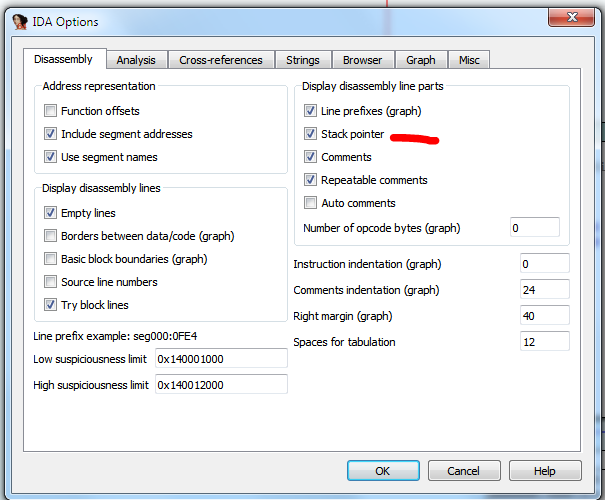 IDA Options
Disassembly Analysis Cross-references Strings Browser Graph Misc
Address representation
Function offsets
Include segment addresses
Use segment names
Display disassembly lines
Empty lines
Borders between data/code (graph)
Basic block boundaries (graph)
Source line numbers
Try block lines
Line prefix example: seg000:0FE4
Low suspiciousness limit 0x140001000
High suspiciousness limit 0x140012000
Display disassembly line parts
Line prefixes (graph)
Stack pointer
Comments
Repeatable comments
Auto comments
Number of opcode bytes (graph) 0
Instruction indentation (graph) 0
Comments indentation (graph) 24
Right margin (graph) 40
Spaces for tabulation 12
OK Cancel Help